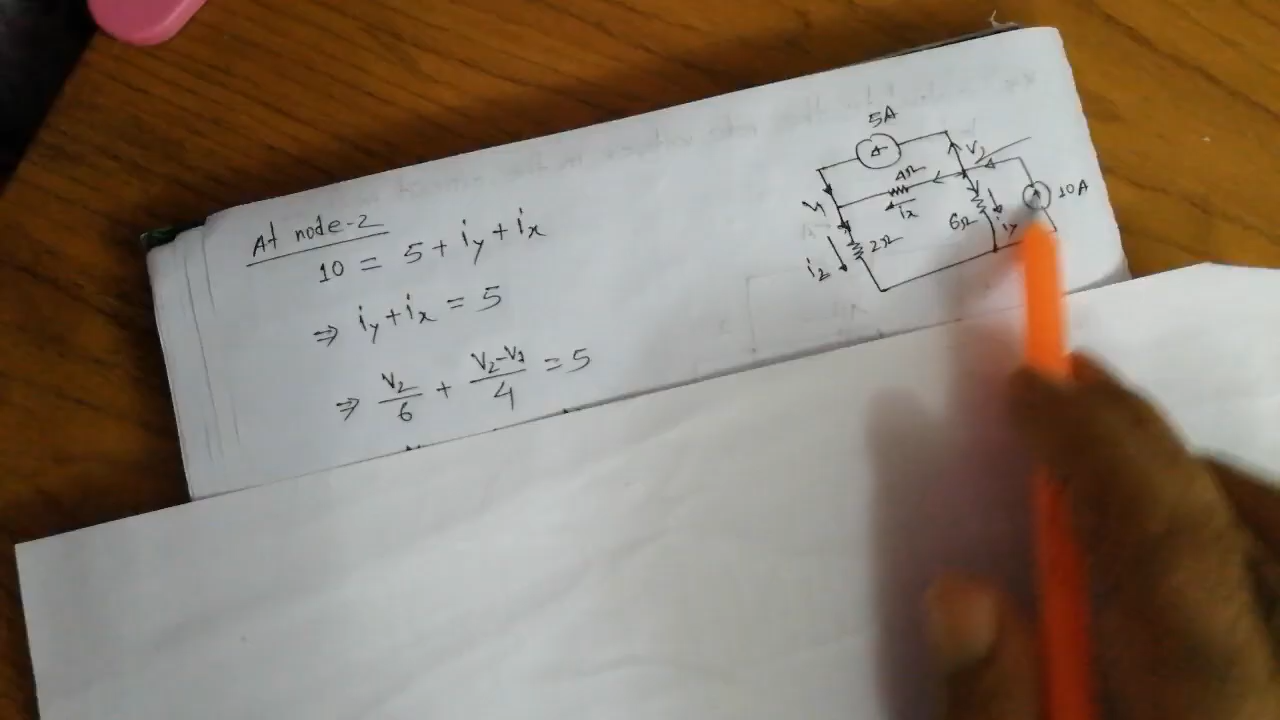 At node-2
10 = 5 + iy + ix
⇒ iy + ix = 5
⇒ V2/6 + (V2-V1)/4 = 5
5A
4Ω
ix
V1
V2
10A
6Ω
iy
2Ω
i2